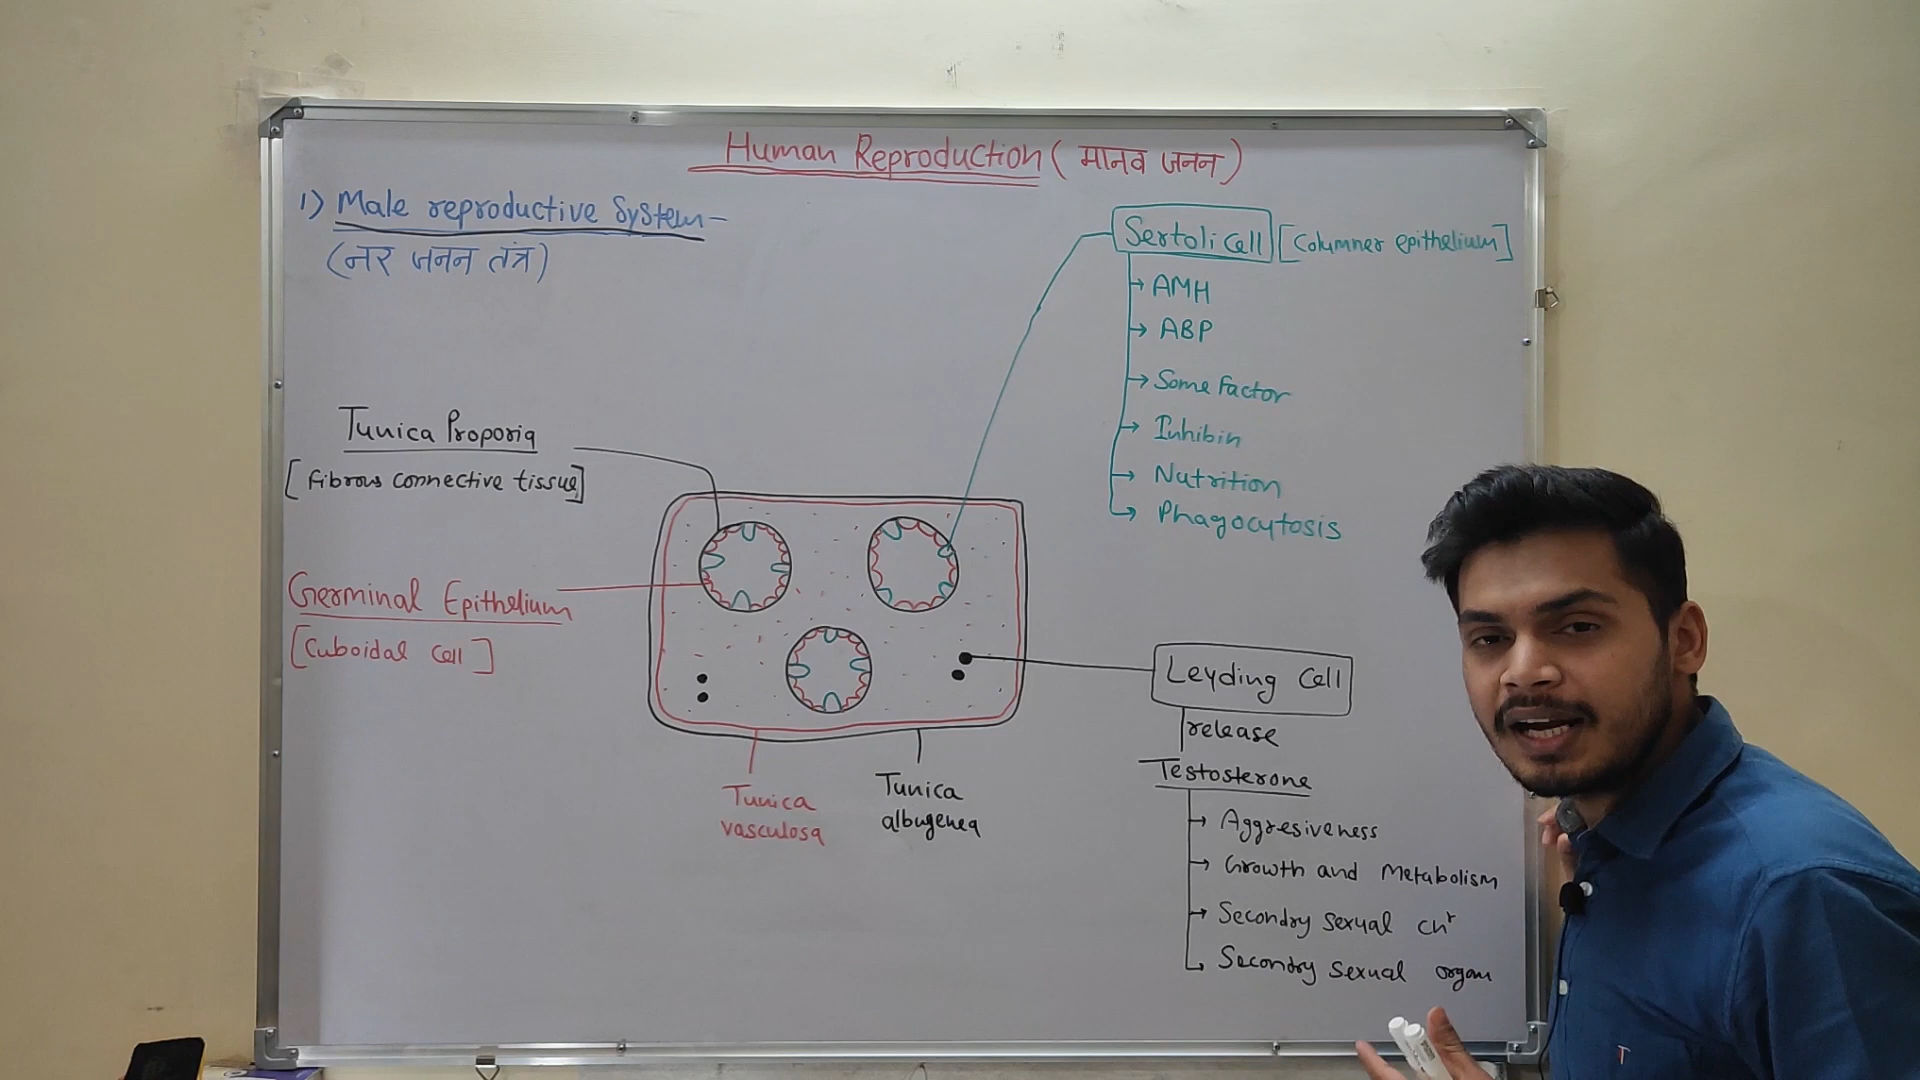 Human Reproduction (मानव जनन)
1) Male reproductive System-
(नर जनन तंत्र)
Sertoli cell [Columner epithelium]
AMH
ABP
Some factor
Inhibin
Nutrition
Phagocytosis
Tunica Proporia
[Fibrous connective tissue]
Germinal Epithelium
[Cuboidal cell]
Tunica
vasculosa
Tunica
albugenea
Leyding cell
release
Testosterone
Aggresiveness
Growth and Metabolism
Secondry sexual chr
Secondry sexual organ
T